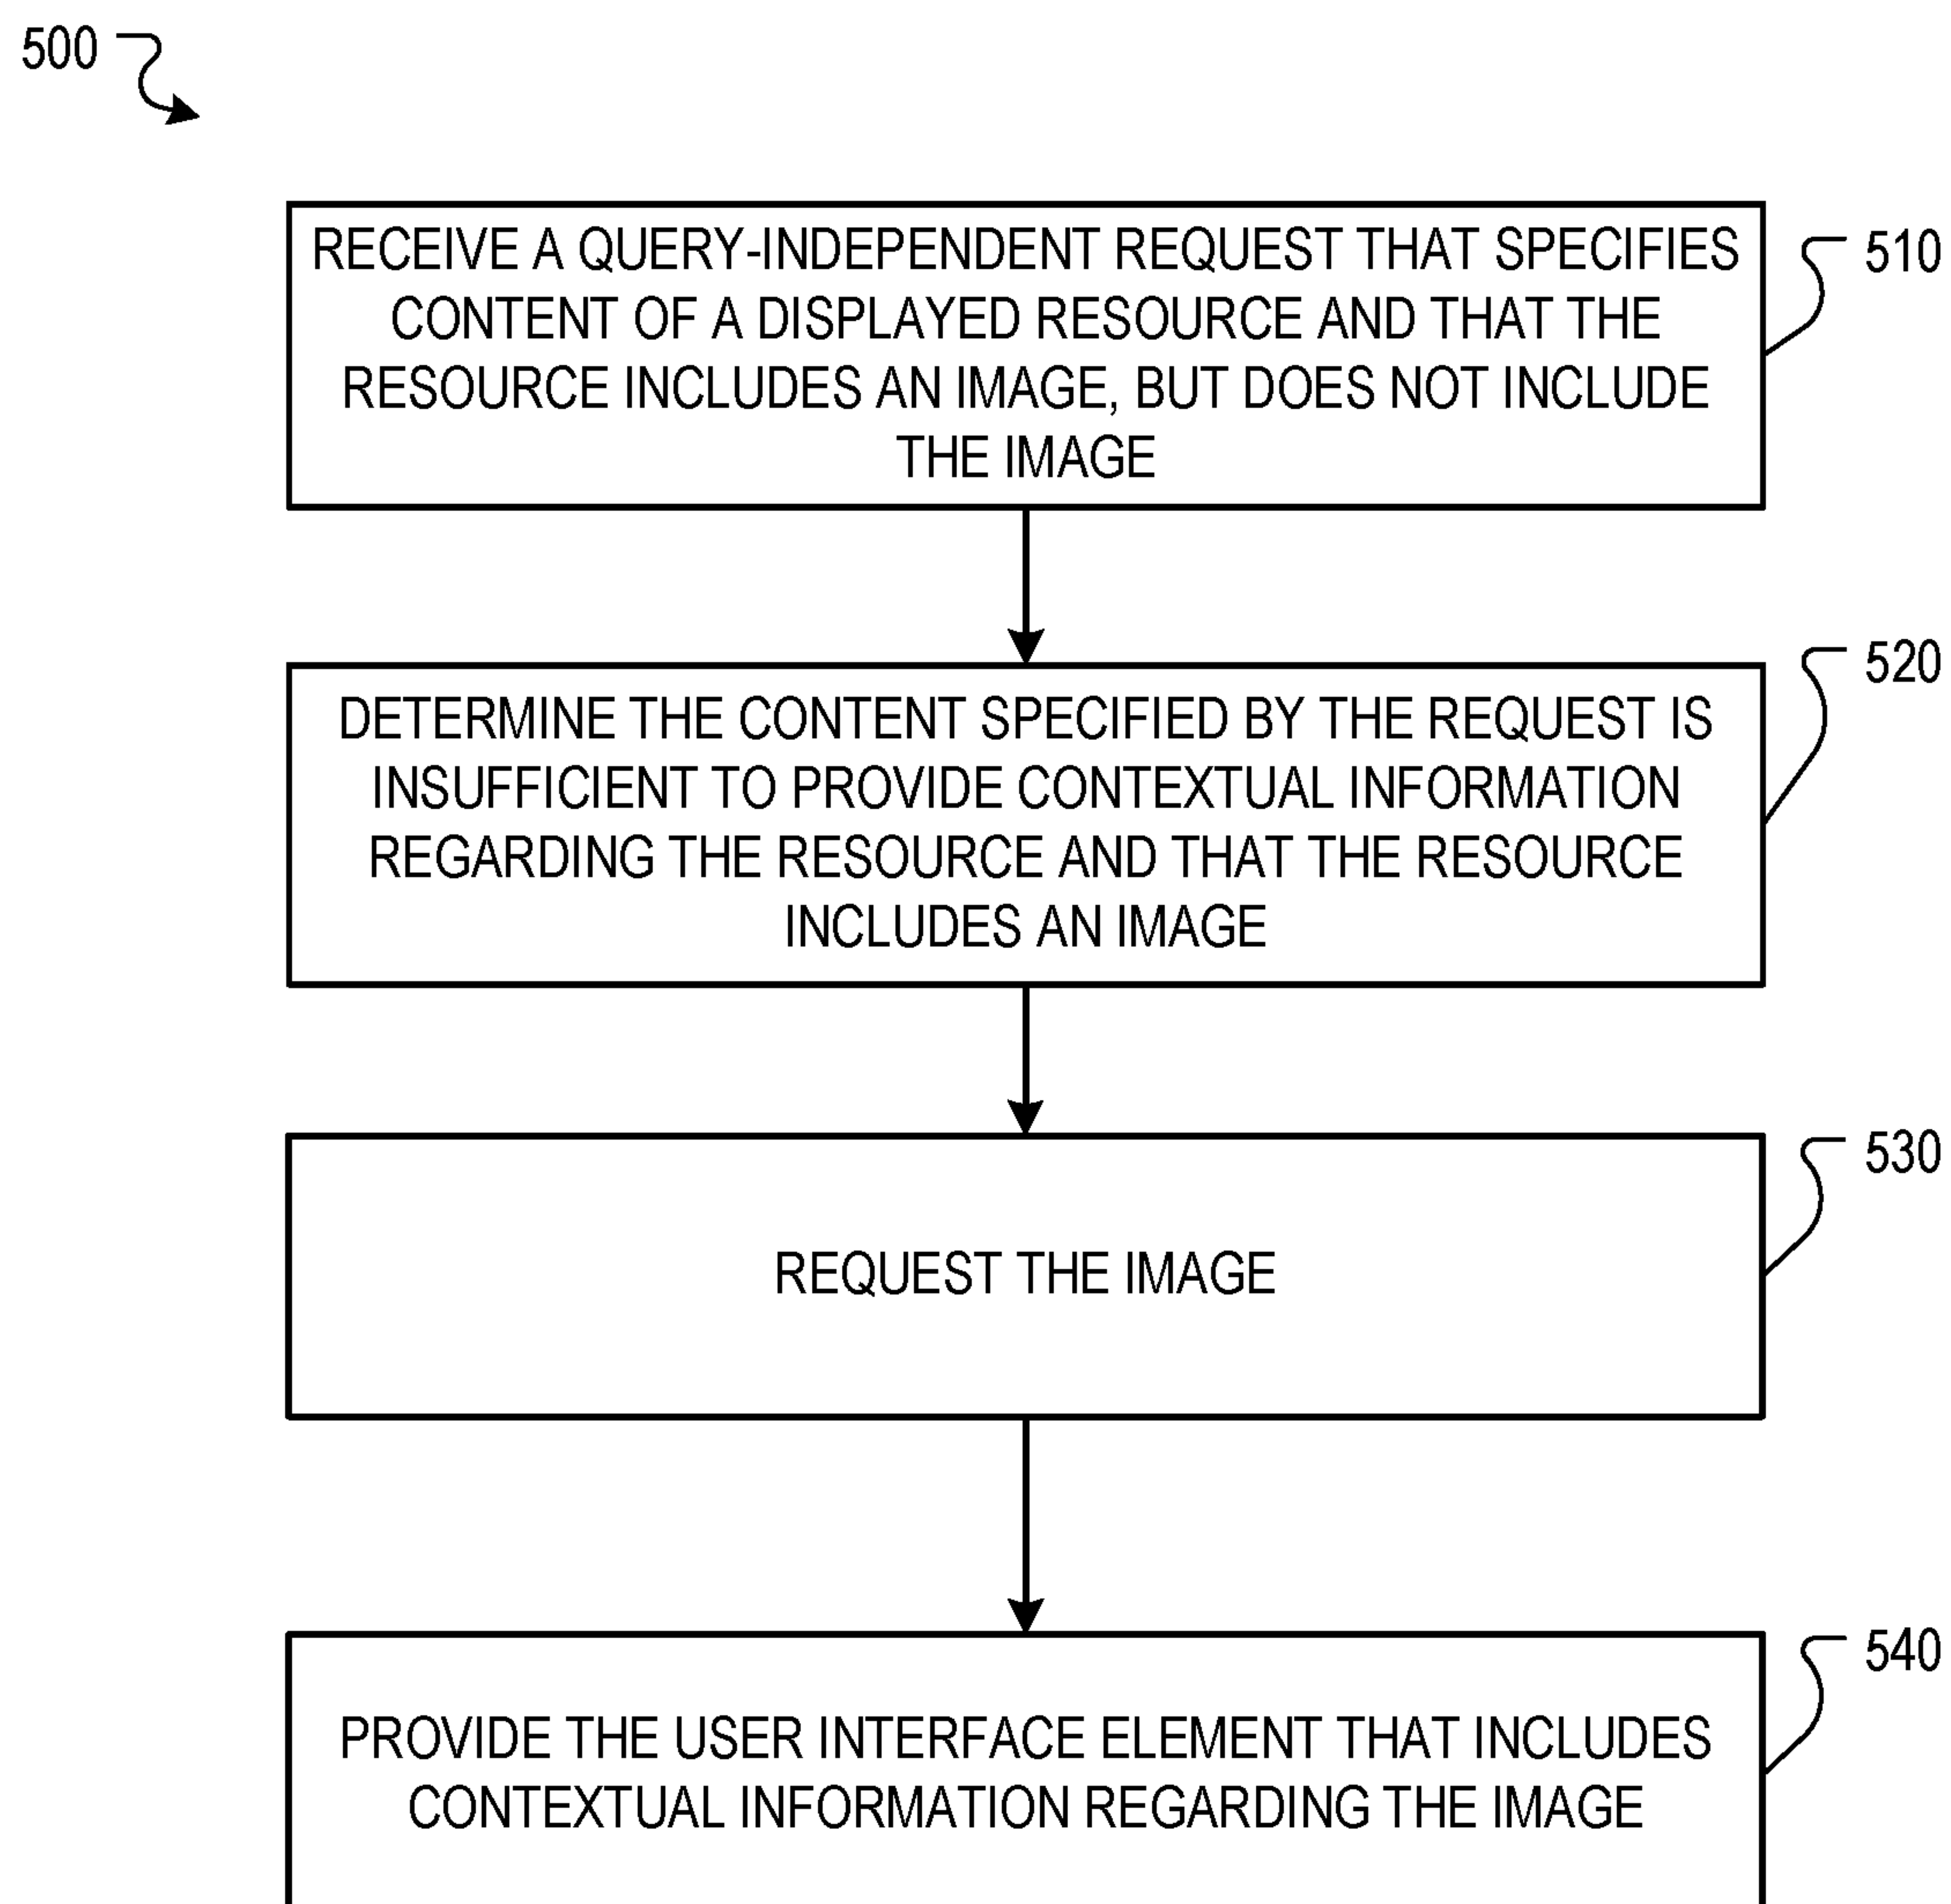 500
RECEIVE A QUERY-INDEPENDENT REQUEST THAT SPECIFIES
CONTENT OF A DISPLAYED RESOURCE AND THAT THE
RESOURCE INCLUDES AN IMAGE, BUT DOES NOT INCLUDE
THE IMAGE
510
DETERMINE THE CONTENT SPECIFIED BY THE REQUEST IS
INSUFFICIENT TO PROVIDE CONTEXTUAL INFORMATION
REGARDING THE RESOURCE AND THAT THE RESOURCE
INCLUDES AN IMAGE
520
REQUEST THE IMAGE
530
PROVIDE THE USER INTERFACE ELEMENT THAT INCLUDES
CONTEXTUAL INFORMATION REGARDING THE IMAGE
540